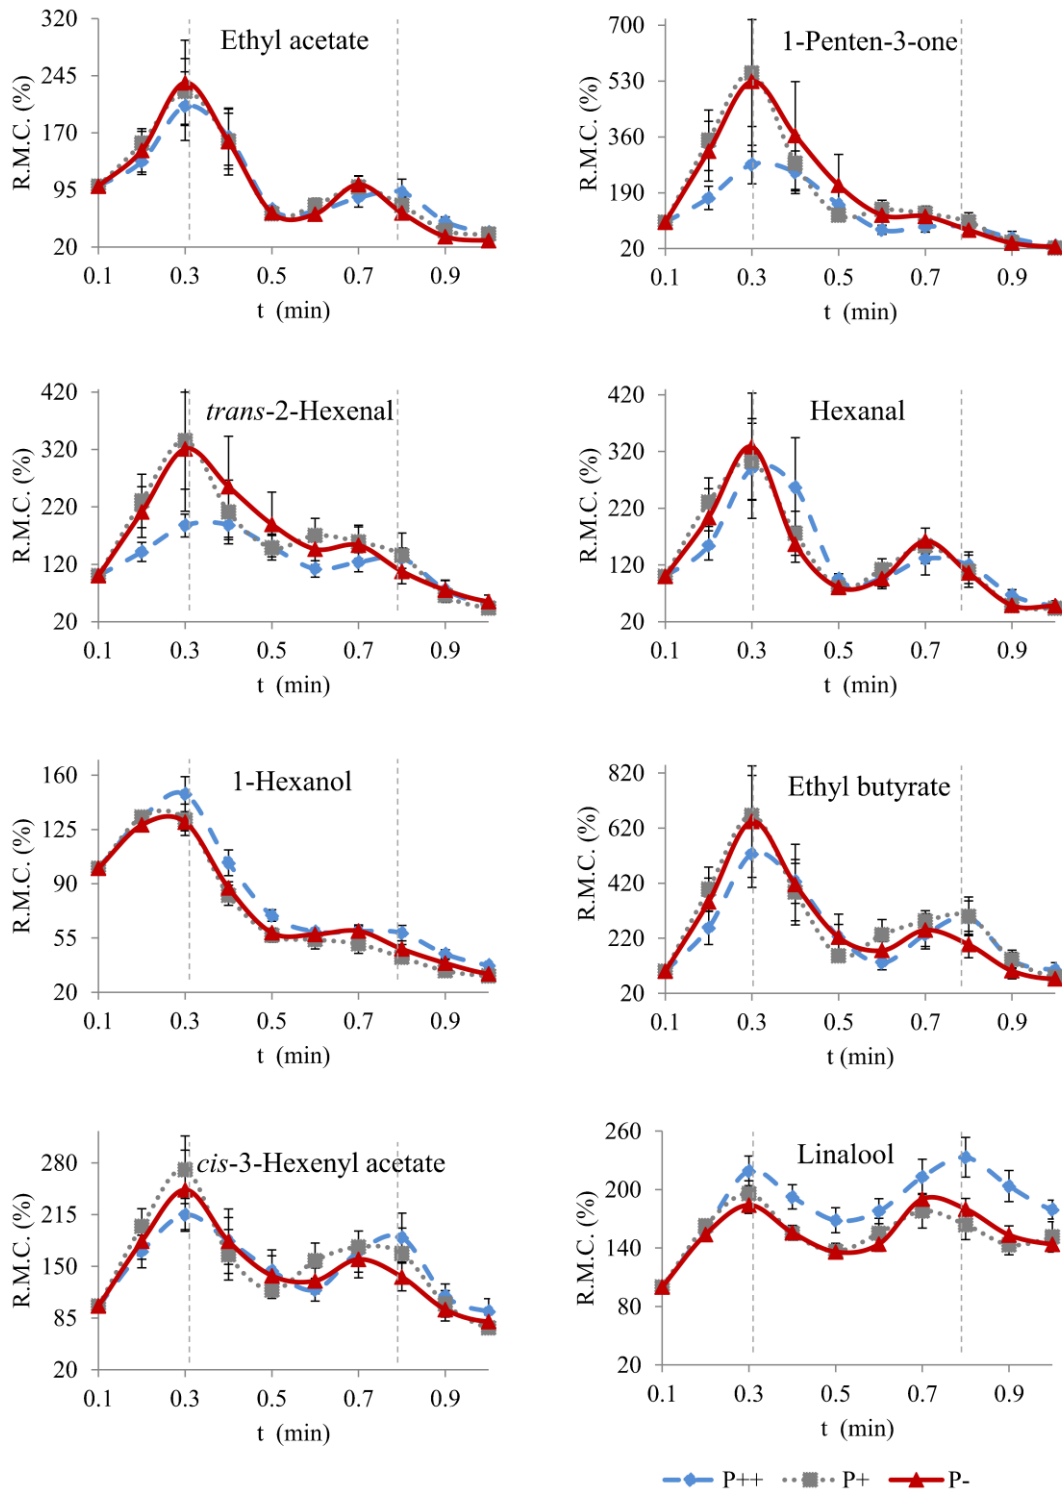 Ethyl acetate
R.M.C. (%)
320
245
170
95
20
0.1 0.3 0.5 0.7 0.9
t (min)
1-Penten-3-one
R.M.C. (%)
700
530
360
190
20
0.1 0.3 0.5 0.7 0.9
t (min)
trans-2-Hexenal
R.M.C. (%)
420
320
220
120
20
0.1 0.3 0.5 0.7 0.9
t (min)
Hexanal
R.M.C. (%)
420
320
220
120
20
0.1 0.3 0.5 0.7 0.9
t (min)
1-Hexanol
R.M.C. (%)
160
125
90
55
20
0.1 0.3 0.5 0.7 0.9
t (min)
Ethyl butyrate
R.M.C. (%)
820
620
420
220
20
0.1 0.3 0.5 0.7 0.9
t (min)
cis-3-Hexenyl acetate
R.M.C. (%)
280
215
150
85
20
0.1 0.3 0.5 0.7 0.9
t (min)
Linalool
R.M.C. (%)
260
200
140
80
20
0.1 0.3 0.5 0.7 0.9
t (min)
P++ P+ P-